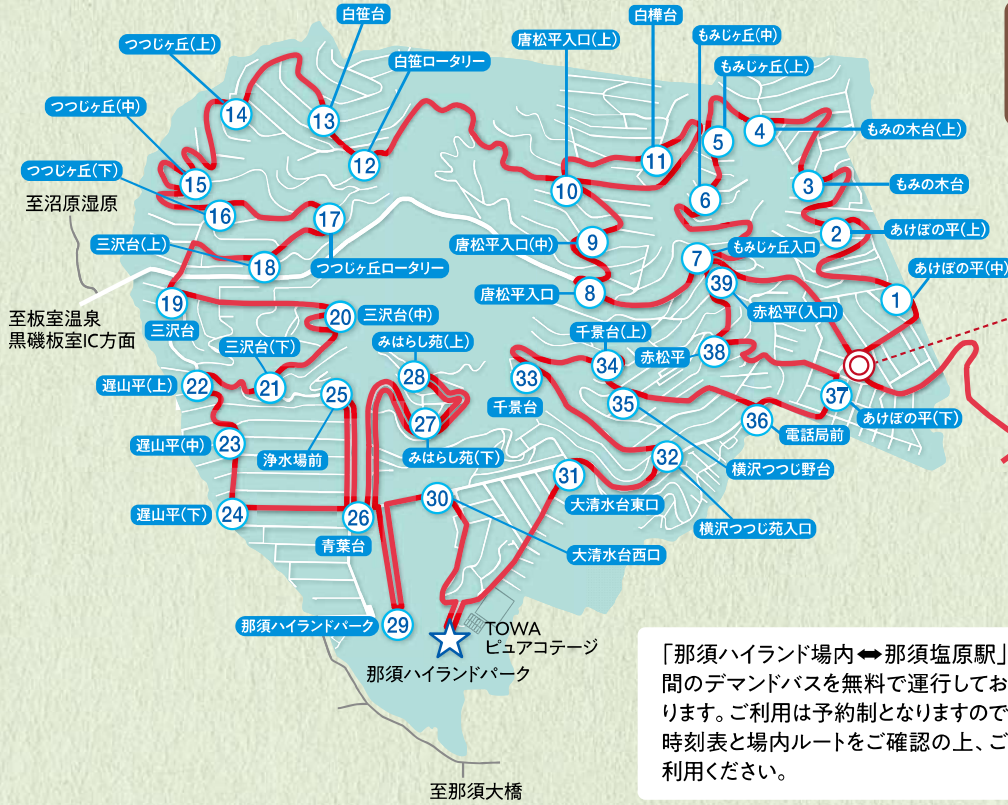 白笹台
白樺台
つつじヶ丘(上)
唐松平入口(上)
もみじヶ丘(中)
白笹ロータリー
もみじヶ丘(上)
つつじヶ丘(中)
14
13
12
11
5
4
もみの木台(上)
つつじヶ丘(下)
15
10
6
3
もみの木台
至沼原湿原
16
17
2
あけぼの平(上)
三沢台(上)
唐松平入口(中)
9
もみじヶ丘入口
18
つつじヶ丘ロータリー
7
あけぼの平(中)
19
唐松平入口
8
39
1
至板室温泉
黒磯板室IC方面
三沢台
20
三沢台(中)
赤松平(入口)
三沢台(下)
みはらし苑(上)
千景台(上)
赤松平
38
遅山平(上)
22
21
25
28
33
34
37
千景台
35
36
あけぼの平(下)
27
電話局前
遅山平(中)
23
浄水場前
みはらし苑(下)
32
横沢つつじ野台
31
遅山平(下)
24
26
30
大清水台東口
横沢つつじ苑入口
青葉台
大清水台西口
那須ハイランドパーク
29
TOWA
ピュアコテージ
那須ハイランドパーク
至那須大橋
「那須ハイランド場内⬌那須塩原駅」
間のデマンドバスを無料で運行してお
ります。ご利用は予約制となりますので
時刻表と場内ルートをご確認の上、ご
利用ください。